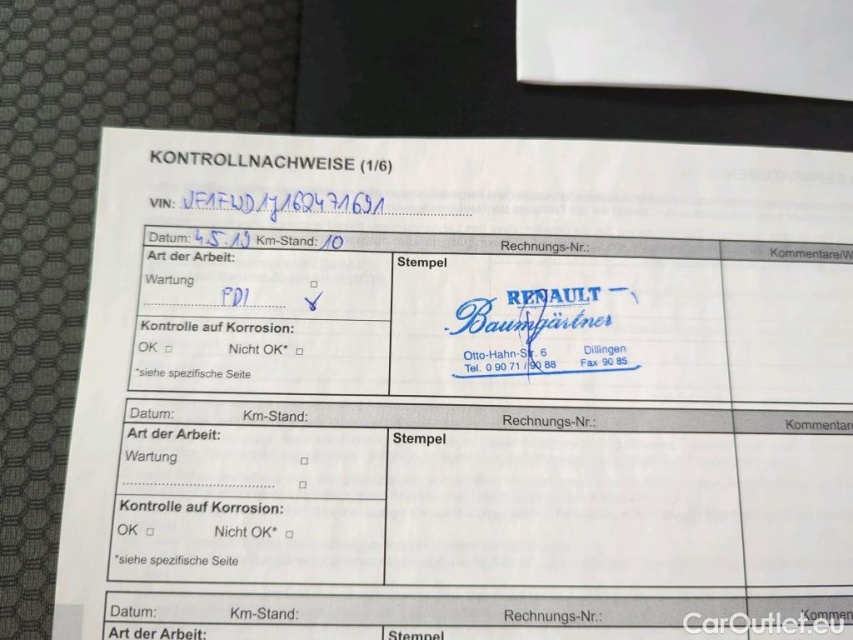 KONTROLLNACHWEISE (1/6)
VIN: VF1FWD1J162471691
Datum: 4.5.19 Km-Stand: 10 Rechnungs-Nr.: Kommentare/W
Art der Arbeit:
Wartung
PDI
Kontrolle auf Korrosion:
OK Nicht OK*
*siehe spezifische Seite
Stempel
RENAULT
Baumgärtner
Otto-Hahn-Str. 6 Dillingen
Tel. 0 90 71 / 90 88 Fax 90 85
Datum: Km-Stand: Rechnungs-Nr.: Kommentare
Art der Arbeit:
Wartung
Kontrolle auf Korrosion:
OK Nicht OK*
*siehe spezifische Seite
Stempel
Datum: Km-Stand: Rechnungs-Nr.: Kommen
Art der Arbeit:
Stempel
CarOutlet.eu